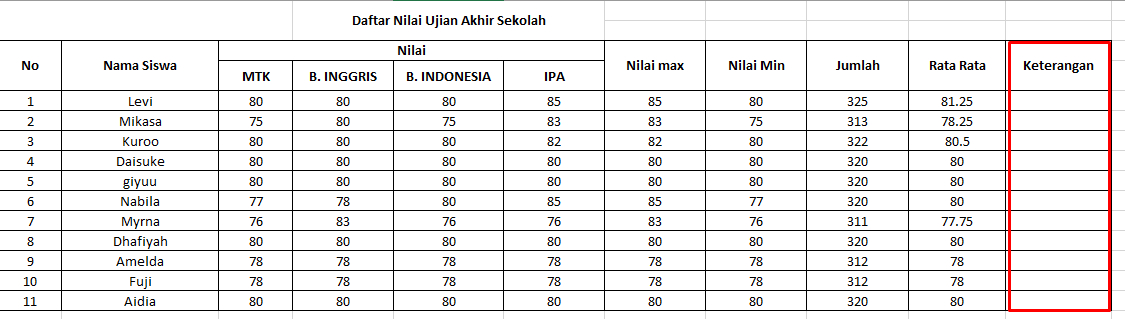 Daftar Nilai Ujian Akhir Sekolah
No Nama Siswa Nilai Nilai max Nilai Min Jumlah Rata Rata Keterangan
MTK B. INGGRIS B. INDONESIA IPA
1 Levi 80 80 80 85 85 80 325 81.25
2 Mikasa 75 80 75 83 83 75 313 78.25
3 Kuroo 80 80 80 82 82 80 322 80.5
4 Daisuke 80 80 80 80 80 80 320 80
5 giyuu 80 80 80 80 80 80 320 80
6 Nabila 77 78 80 85 85 77 320 80
7 Myrna 76 83 76 76 83 76 311 77.75
8 Dhafiyah 80 80 80 80 80 80 320 80
9 Amelda 78 78 78 78 78 78 312 78
10 Fuji 78 78 78 78 78 78 312 78
11 Aidia 80 80 80 80 80 80 320 80